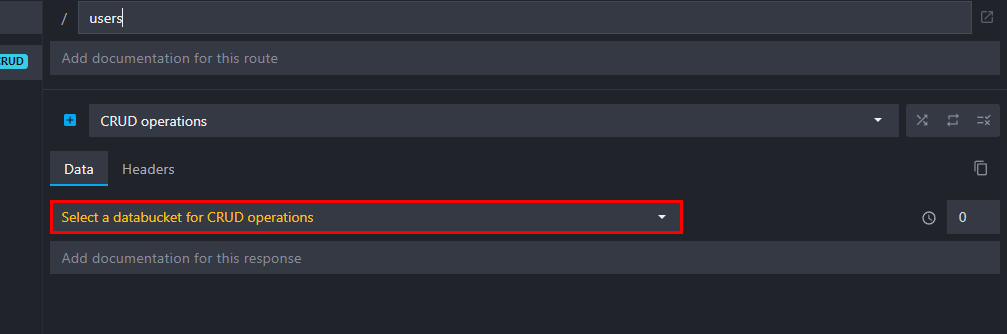 / users
CRUD
Add documentation for this route
CRUD operations
Data Headers
Select a databucket for CRUD operations 0
Add documentation for this response